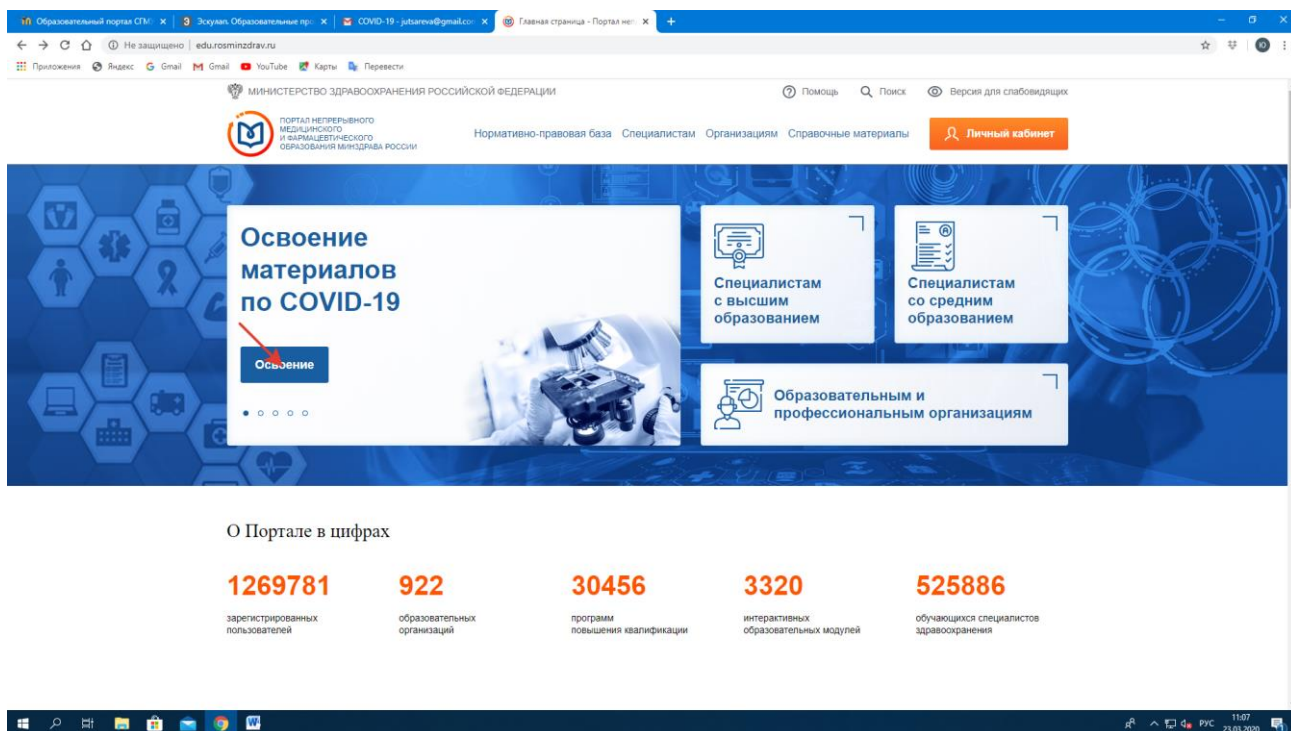 Образовательный портал СГМУ
Эскулап. Образовательные про
COVID-19 - jutsareva@gmail.con
Главная страница - Портал неп
Не защищено | edu.rosminzdrav.ru
Приложения Яндекс Gmail Gmail YouTube Карты Перевести
МИНИСТЕРСТВО ЗДРАВООХРАНЕНИЯ РОССИЙСКОЙ ФЕДЕРАЦИИ
Помощь Поиск Версия для слабовидящих
ПОРТАЛ НЕПРЕРЫВНОГО
МЕДИЦИНСКОГО
И ФАРМАЦЕВТИЧЕСКОГО
ОБРАЗОВАНИЯ МИНЗДРАВА РОССИИ
Нормативно-правовая база Специалистам Организациям Справочные материалы
Личный кабинет
Освоение
материалов
по COVID-19
Освоение
Специалистам
с высшим
образованием
Специалистам
со средним
образованием
Образовательным и
профессиональным организациям
О Портале в цифрах
1269781
зарегистрированных
пользователей
922
образовательных
организаций
30456
программ
повышения квалификации
3320
интерактивных
образовательных модулей
525886
обучающихся специалистов
здравоохранения
РУС
11:07
23.03.2020